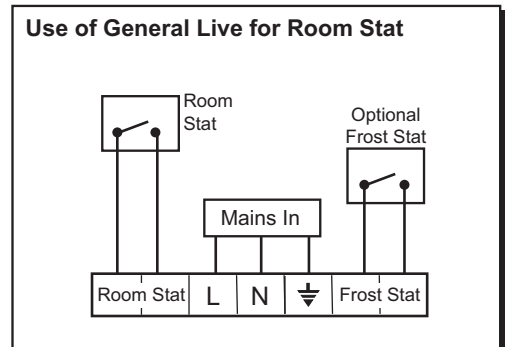 Use of General Live for Room Stat
Room
Stat
Optional
Frost Stat
Mains In
Room Stat L N Frost Stat